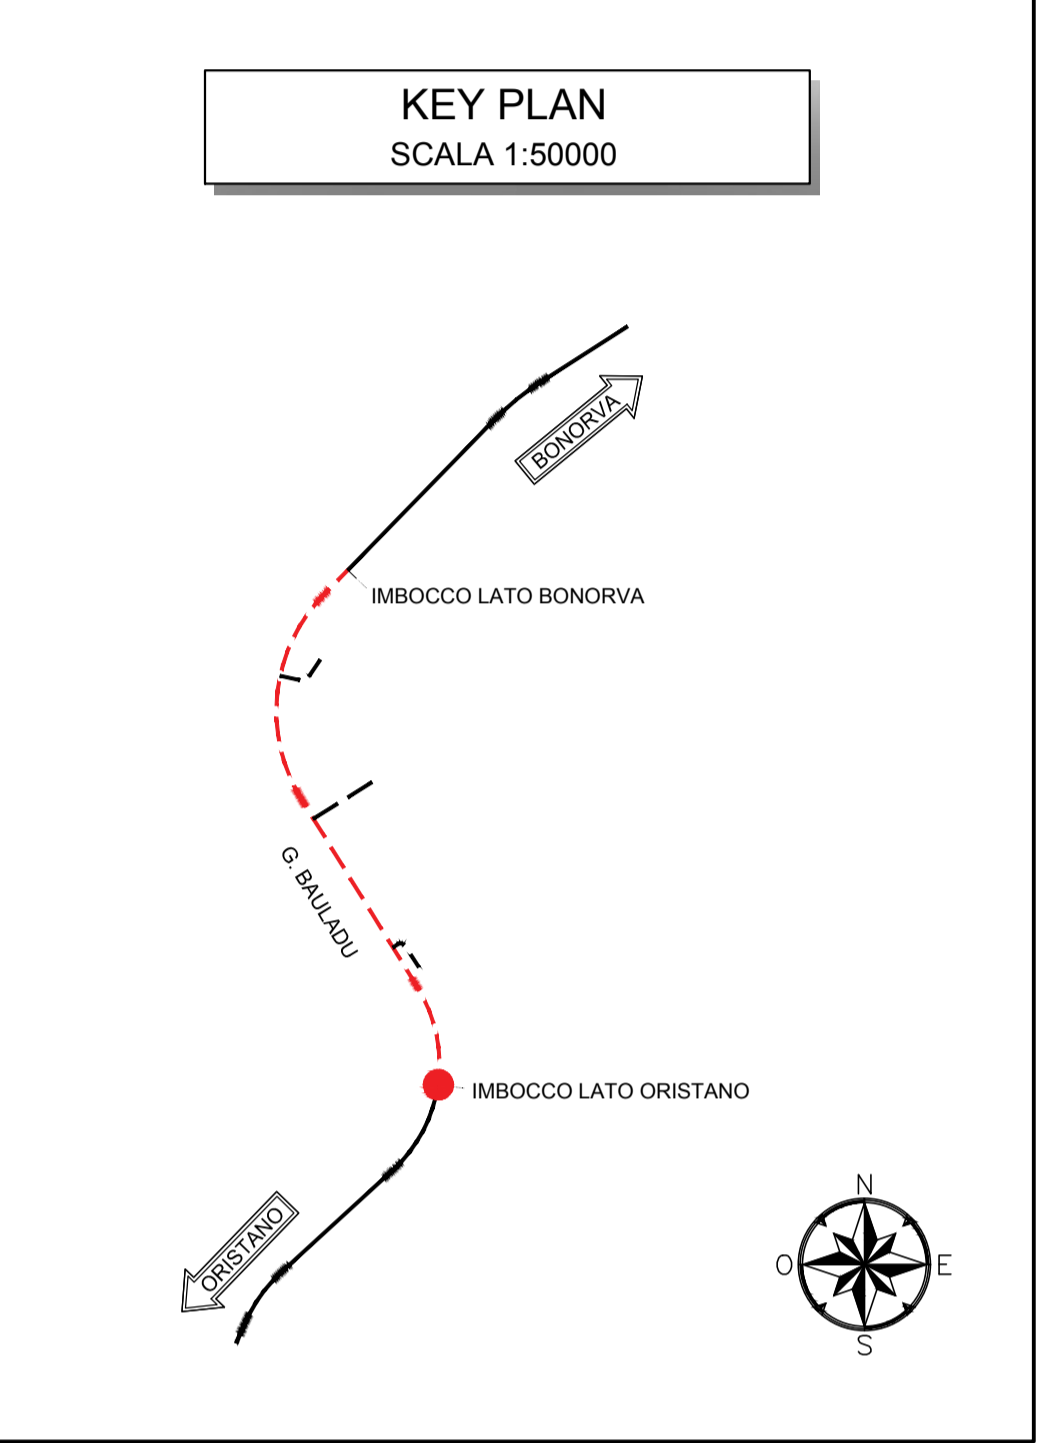 KEY PLAN
SCALA 1:50000
BONORVA
IMBOCCO LATO BONORVA
G. BAULADU
IMBOCCO LATO ORISTANO
ORISTANO
N
O
E
S